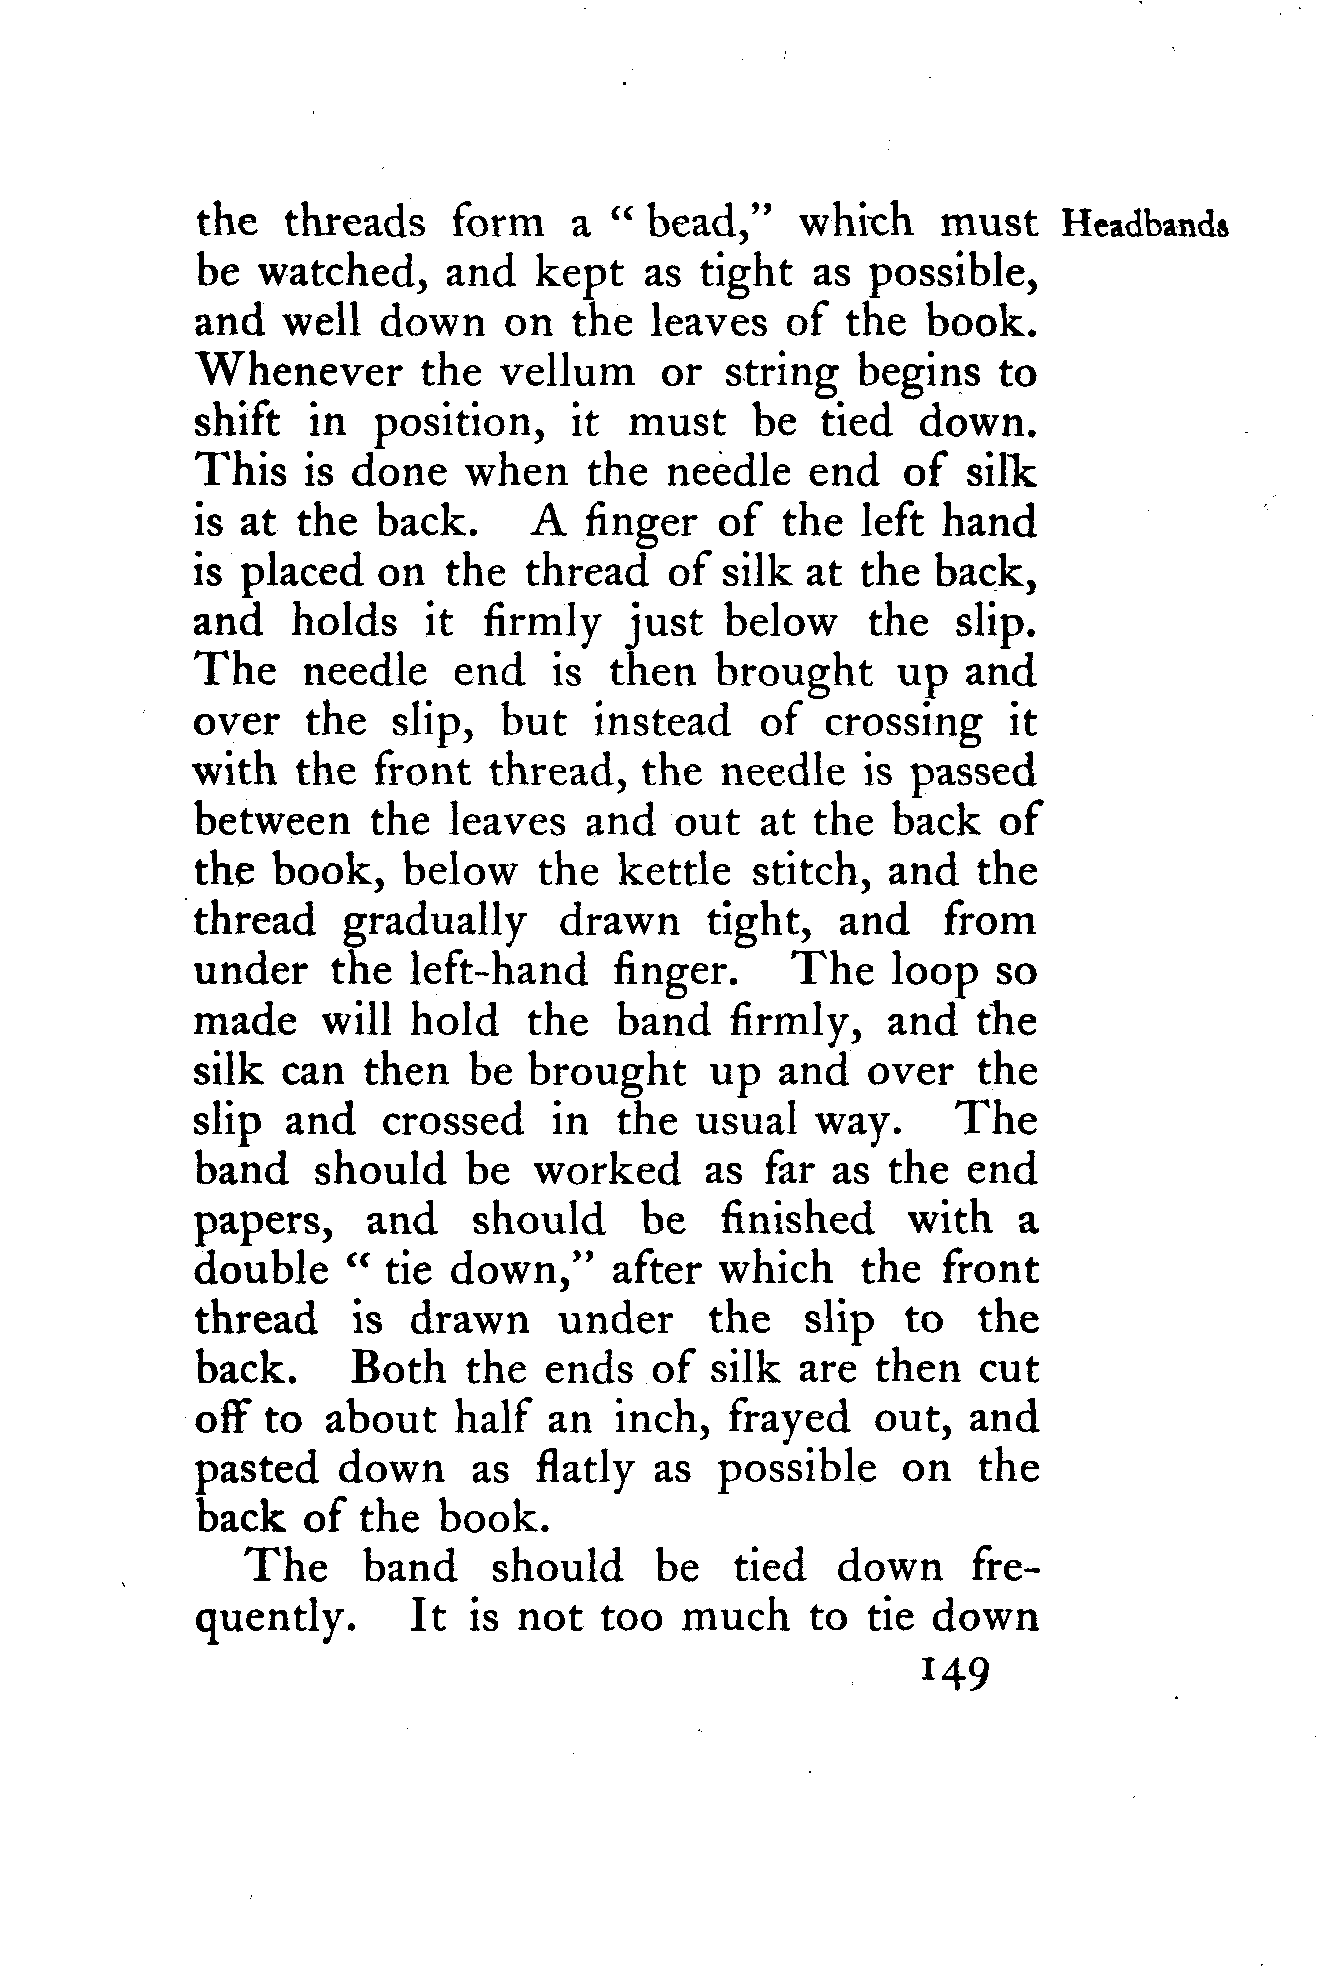 the threads form a “ bead,” which must Headbands
be watched, and kept as tight as possible,
and well down on the leaves of the book.
Whenever the vellum or string begins to
shift in position, it must be tied down.
This is done when the needle end of silk
is at the back. A finger of the left hand
is placed on the thread of silk at the back,
and holds it firmly just below the slip.
The needle end is then brought up and
over the slip, but instead of crossing it
with the front thread, the needle is passed
between the leaves and out at the back of
the book, below the kettle stitch, and the
thread gradually drawn tight, and from
under the left-hand finger. The loop so
made will hold the band firmly, and the
silk can then be brought up and over the
slip and crossed in the usual way. The
band should be worked as far as the end
papers, and should be finished with a
double “ tie down,” after which the front
thread is drawn under the slip to the
back. Both the ends of silk are then cut
off to about half an inch, frayed out, and
pasted down as flatly as possible on the
back of the book.
The band should be tied down fre-
quently. It is not too much to tie down
149